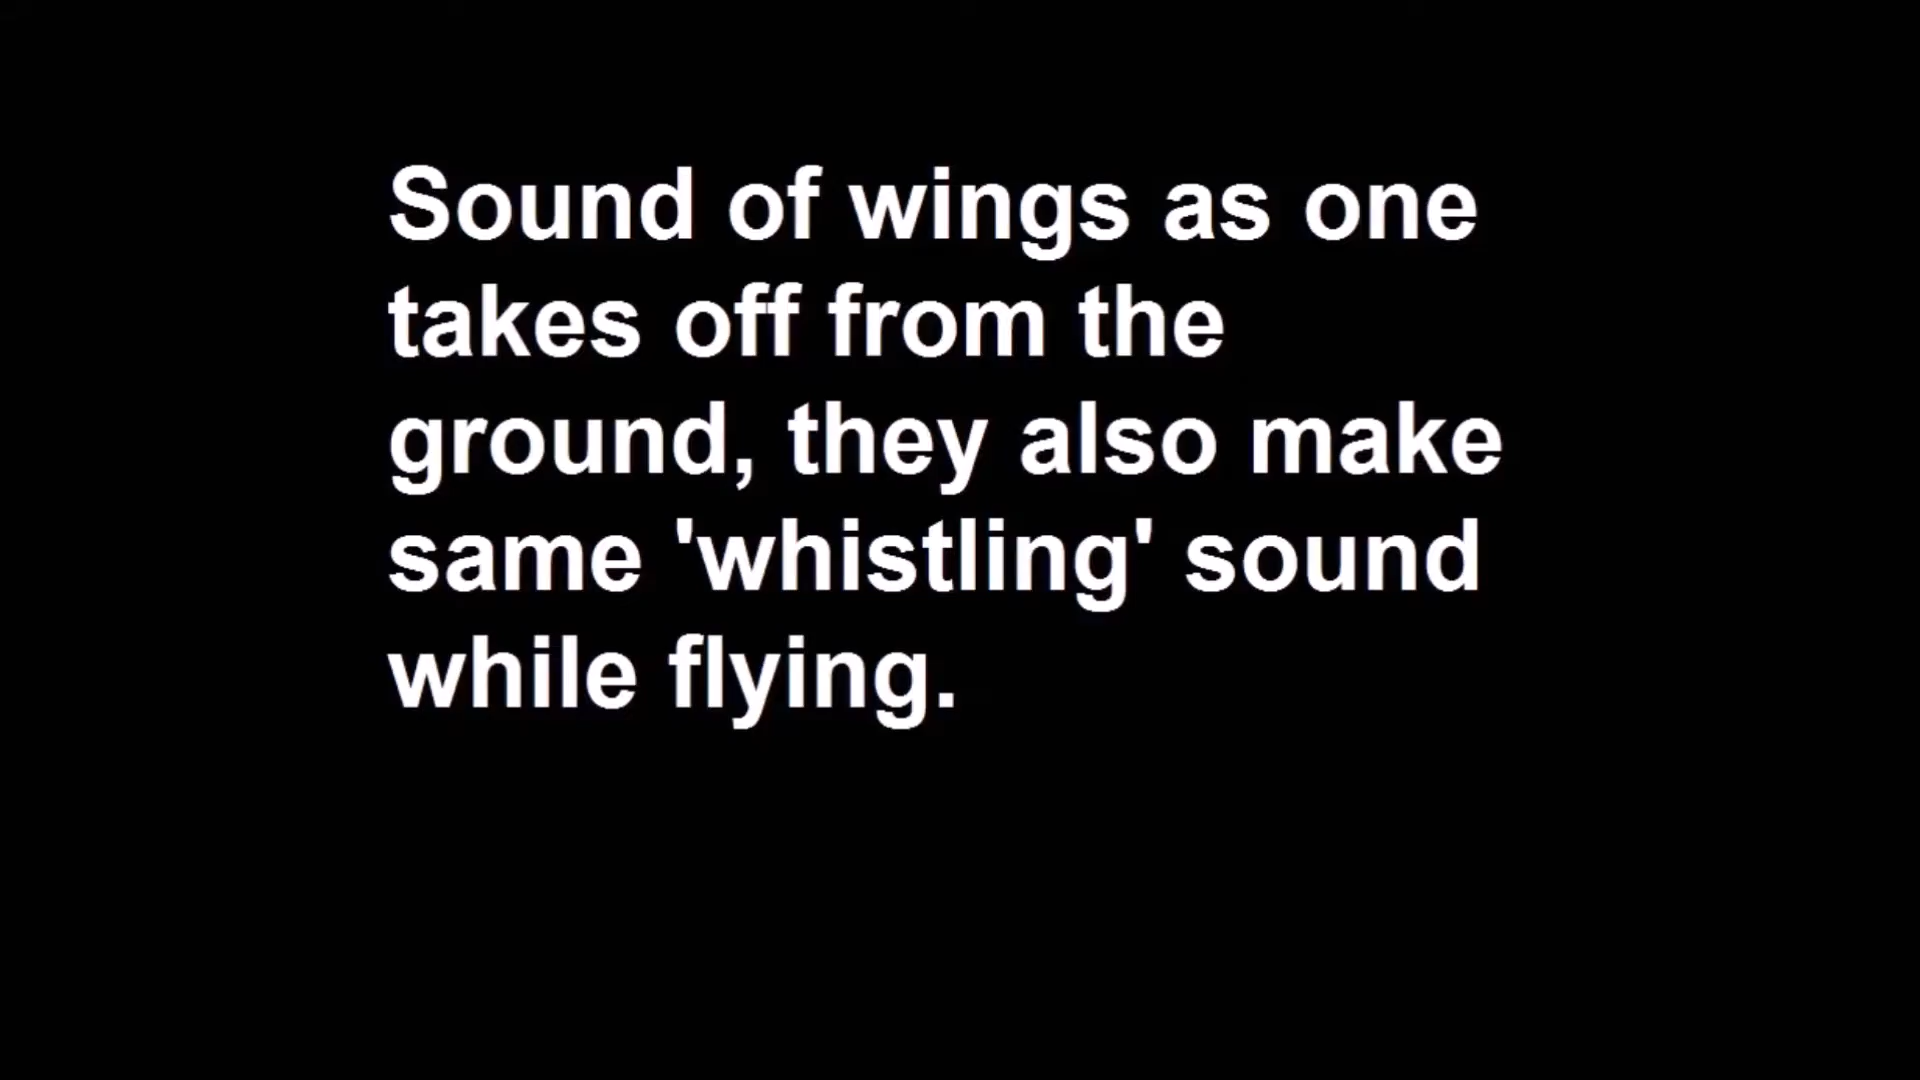 Sound of wings as one
takes off from the
ground, they also make
same 'whistling' sound
while flying.